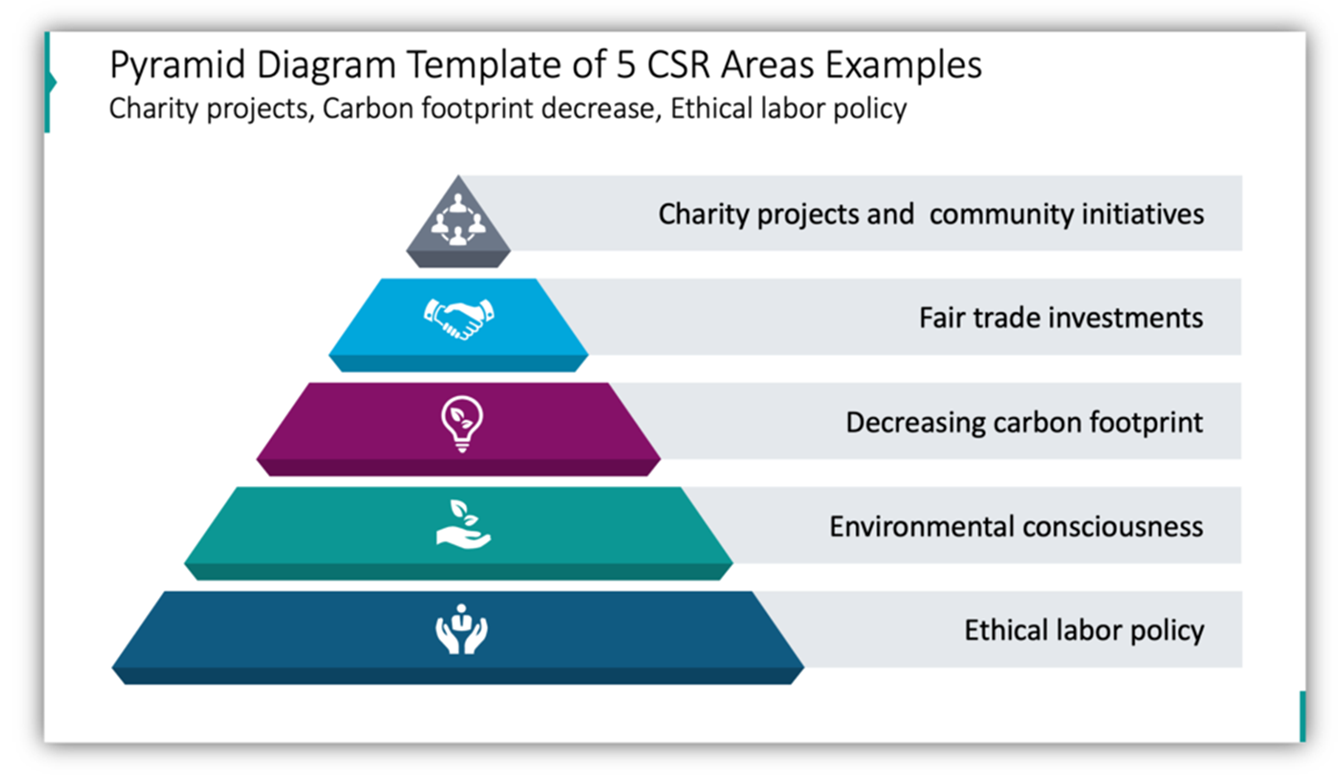 Pyramid Diagram Template of 5 CSR Areas Examples
Charity projects, Carbon footprint decrease, Ethical labor policy
Charity projects and  community initiatives
Fair trade investments
Decreasing carbon footprint
Environmental consciousness
Ethical labor policy